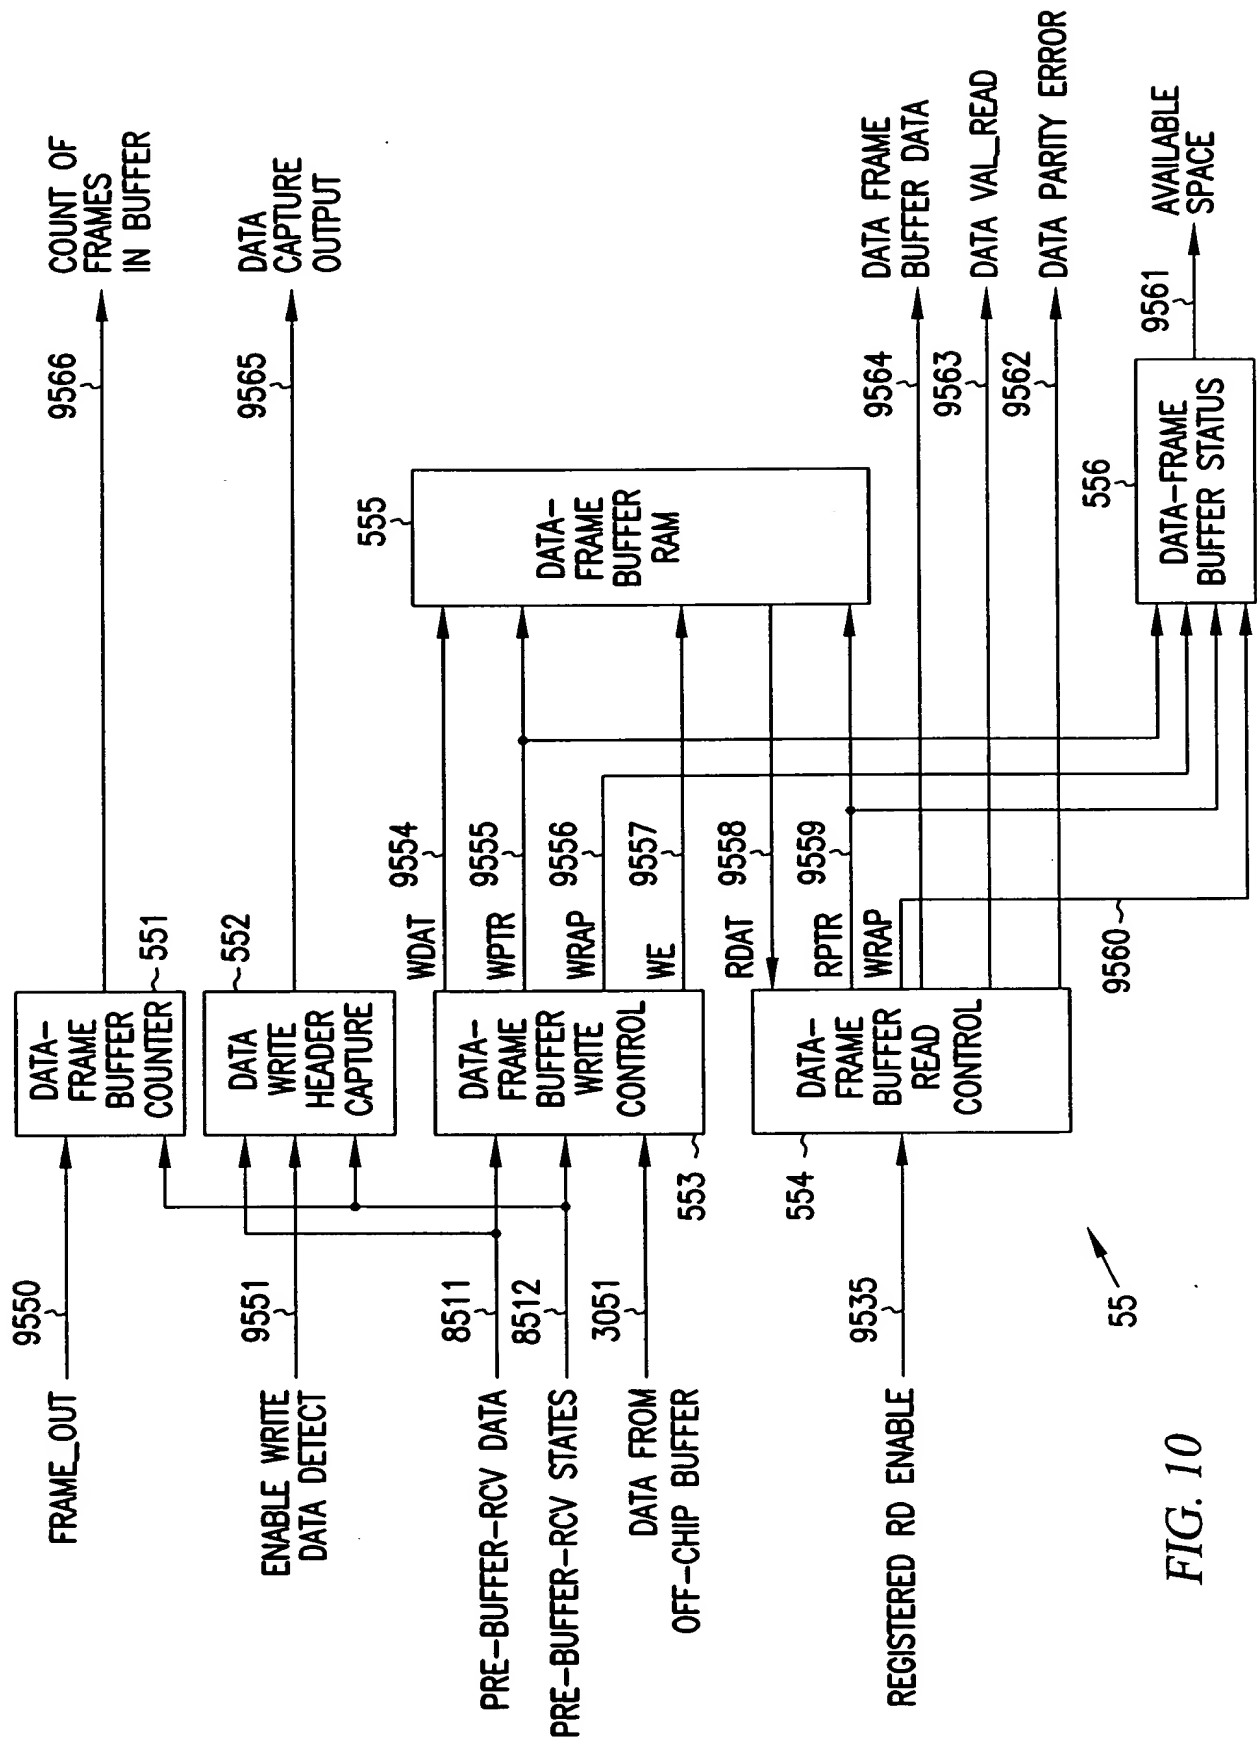 FRAME_OUT
9550
DATA-
FRAME
BUFFER
COUNTER
551
9566
COUNT OF
FRAMES
IN BUFFER
ENABLE WRITE
DATA DETECT
9551
DATA
WRITE
HEADER
CAPTURE
552
9565
DATA
CAPTURE
OUTPUT
PRE-BUFFER-RCV DATA
8511
PRE-BUFFER-RCV STATES
8512
DATA FROM
OFF-CHIP BUFFER
3051
DATA-
FRAME
BUFFER
WRITE
CONTROL
553
WDAT
9554
WPTR
9555
WRAP
9556
WE
9557
DATA-
FRAME
BUFFER
RAM
555
REGISTERED RD ENABLE
9535
DATA-
FRAME
BUFFER
READ
CONTROL
554
RDAT
9558
RPTR
9559
WRAP
9560
9564
DATA FRAME
BUFFER DATA
9563
DATA VAL_READ
9562
DATA PARITY ERROR
DATA-FRAME
BUFFER STATUS
556
9561
AVAILABLE
SPACE
55
FIG. 10